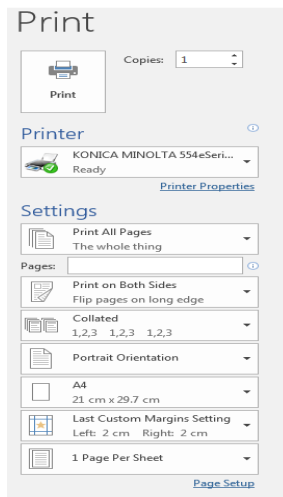 Print
Copies: 1
Print
Printer
KONICA MINOLTA 554eSeri...
Ready
Printer Properties
Settings
Print All Pages
The whole thing
Pages:
Print on Both Sides
Flip pages on long edge
Collated
1,2,3 1,2,3 1,2,3
Portrait Orientation
A4
21 cm x 29.7 cm
Last Custom Margins Setting
Left: 2 cm Right: 2 cm
1 Page Per Sheet
Page Setup